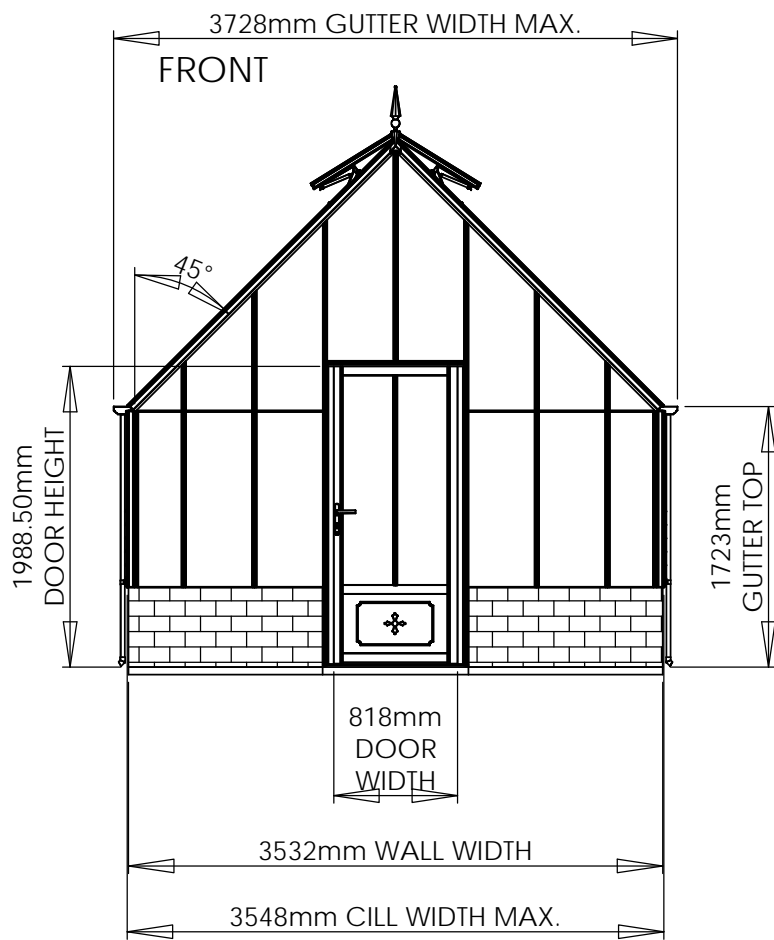 3728mm GUTTER WIDTH MAX.
FRONT
45°
1988.50mm
DOOR HEIGHT
1723mm
GUTTER TOP
818mm
DOOR
WIDTH
3532mm WALL WIDTH
3548mm CILL WIDTH MAX.